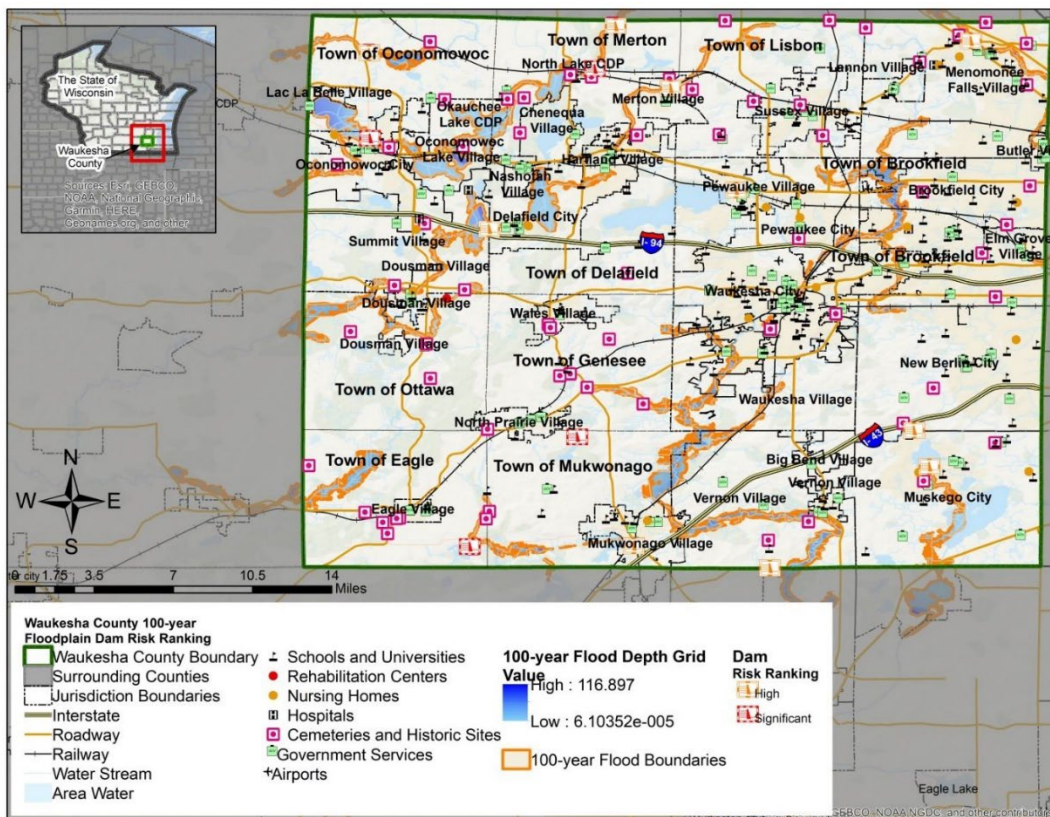 The State of
Wisconsin
Waukesha
County
Sources: Esri, GEBCO,
NOAA, National Geographic,
Garmin, HERE,
Geonames.org, and other
CDP
Town of Oconomowoc
Town of Merton
Town of Lisbon
North Lake CDP
Lannon Village
Menomonee
Falls Village
Lac La Belle Village
Okauchee
Lake CDP
Chenequa
Village
Merton Village
Sussex Village
Oconomowoc City
Oconomowoc
Lake Village
Hartland Village
Town of Brookfield
Butler
Nashotah
Village
Pewaukee Village
Brookfield City
Delafield City
Summit Village
I-94
Pewaukee City
Elm Grove
Village
Dousman Village
Town of Delafield
Town of Brookfield
Dousman Village
Waukesha City
Wales Village
Dousman Village
Town of Genesee
New Berlin City
Town of Ottawa
Waukesha Village
North Prairie Village
I-43
Town of Eagle
Town of Mukwonago
Big Bend Village
Vernon Village
Vernon Village
Muskego City
Eagle Village
Mukwonago Village
N
W E
S
ter city
0 1.75 3.5 7 10.5 14
Miles
Waukesha County 100-year
Floodplain Dam Risk Ranking
Waukesha County Boundary
Surrounding Counties
Jurisdiction Boundaries
Interstate
Roadway
Railway
Water Stream
Area Water
Schools and Universities
Rehabilitation Centers
Nursing Homes
Hospitals
Cemeteries and Historic Sites
Government Services
Airports
100-year Flood Depth Grid
Value
High : 116.897
Low : 6.10352e-005
100-year Flood Boundaries
Dam
Risk Ranking
High
Significant
Eagle Lake
GEBCO, NOAA NGDC, and other contributors